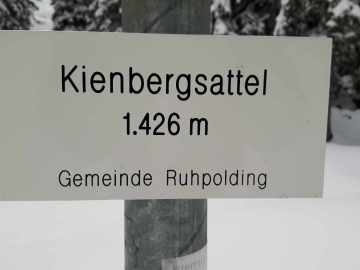 Kienbergsattel
1.426 m
Gemeinde Ruhpolding